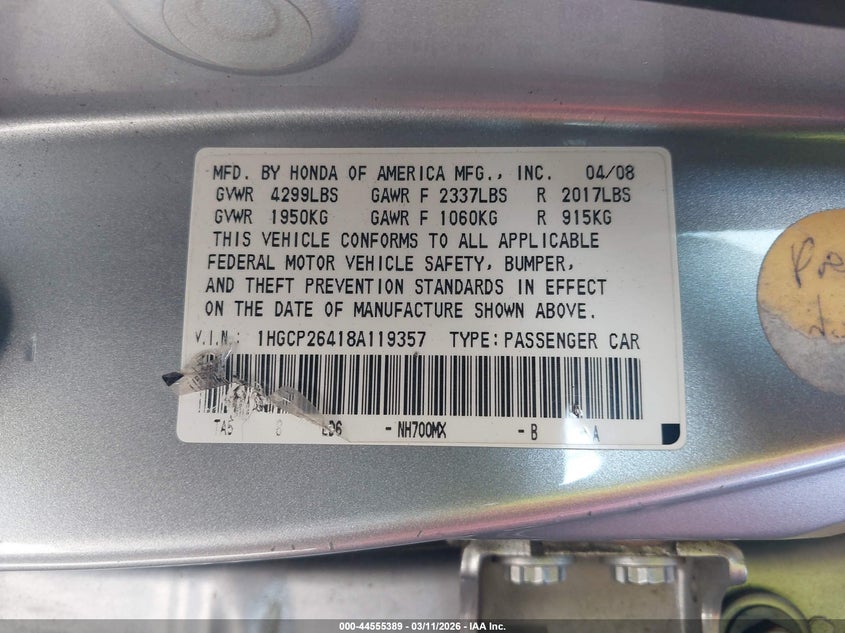 MFD. BY HONDA OF AMERICA MFG., INC. 04/08
GVWR 4299LBS GAWR F 2337LBS R 2017LBS
GVWR 1950KG GAWR F 1060KG R 915KG
THIS VEHICLE CONFORMS TO ALL APPLICABLE
FEDERAL MOTOR VEHICLE SAFETY, BUMPER,
AND THEFT PREVENTION STANDARDS IN EFFECT
ON THE DATE OF MANUFACTURE SHOWN ABOVE.
V.I.N.: 1HGCP26418A119357 TYPE: PASSENGER CAR
TA5 8 -NH700MX -B A
000-44555389 - 03/11/2026 - IAA Inc.